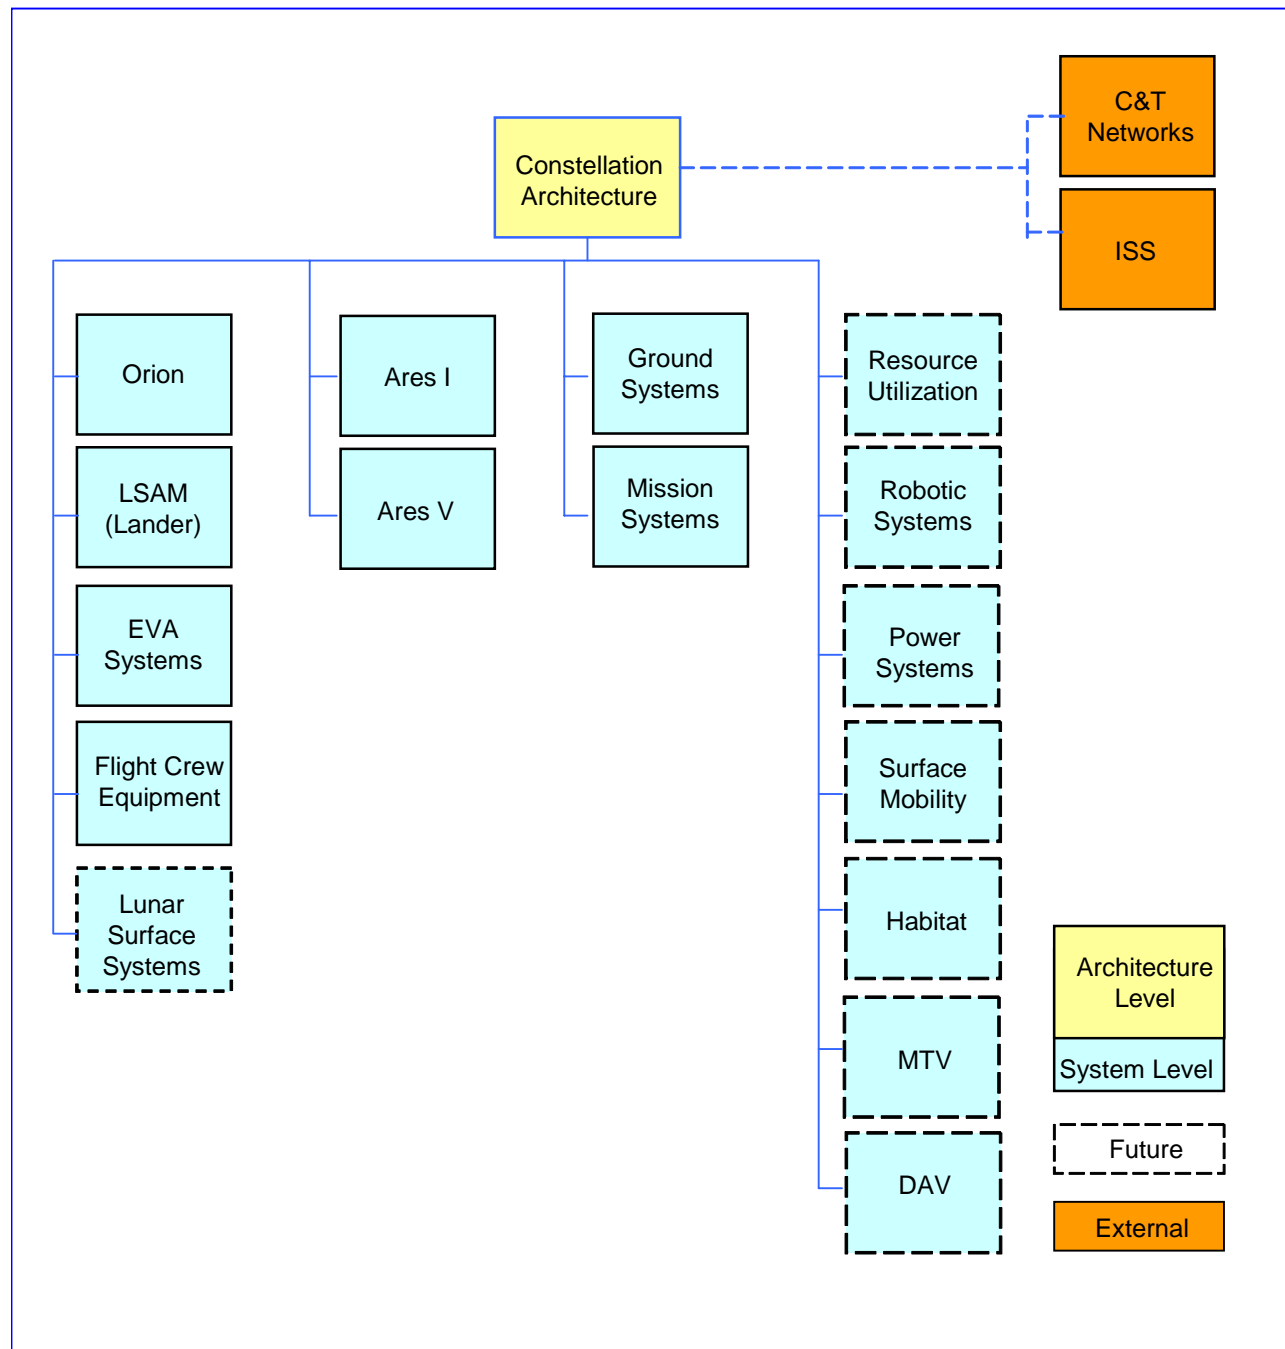 C&T
Networks
Constellation
Architecture
ISS
Orion
LSAM
(Lander)
EVA
Systems
Flight Crew
Equipment
Lunar
Surface
Systems
Ares I
Ares V
Ground
Systems
Mission
Systems
Resource
Utilization
Robotic
Systems
Power
Systems
Surface
Mobility
Habitat
MTV
DAV
Architecture
Level
System Level
Future
External